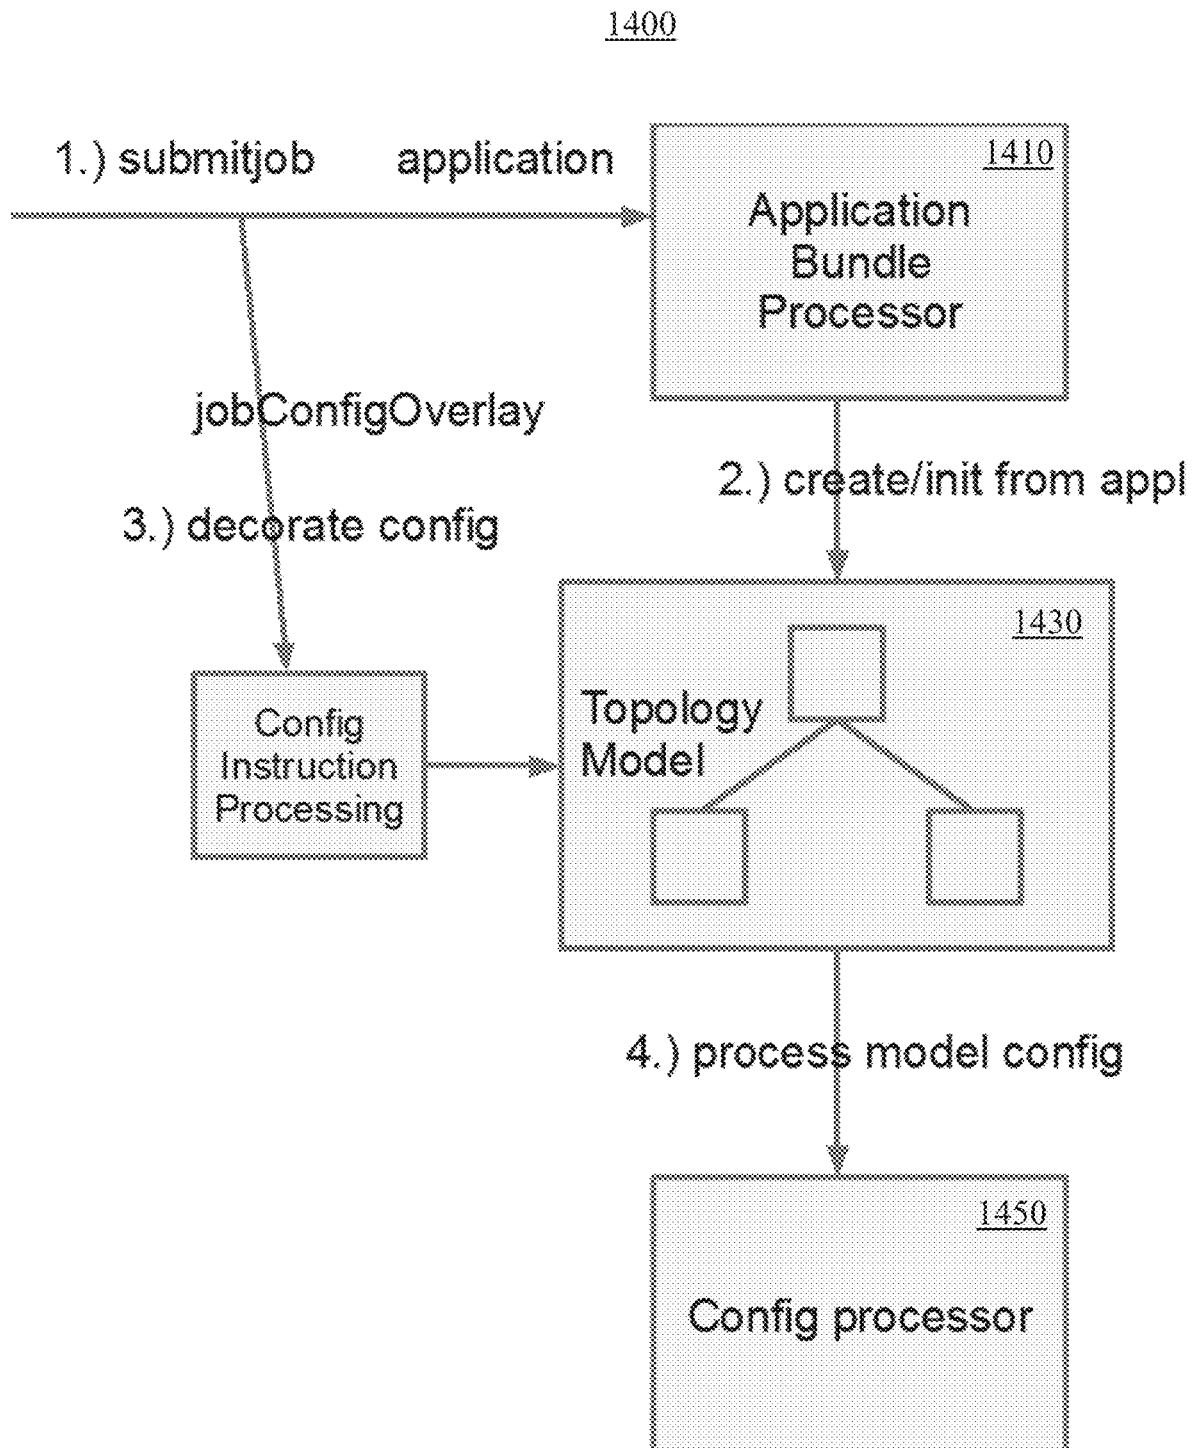 1400
1.) submitjob application
1410
Application
Bundle
Processor
jobConfigOverlay
2.) create/init from appl
3.) decorate config
1430
Topology
Model
Config
Instruction
Processing
4.) process model config
1450
Config processor